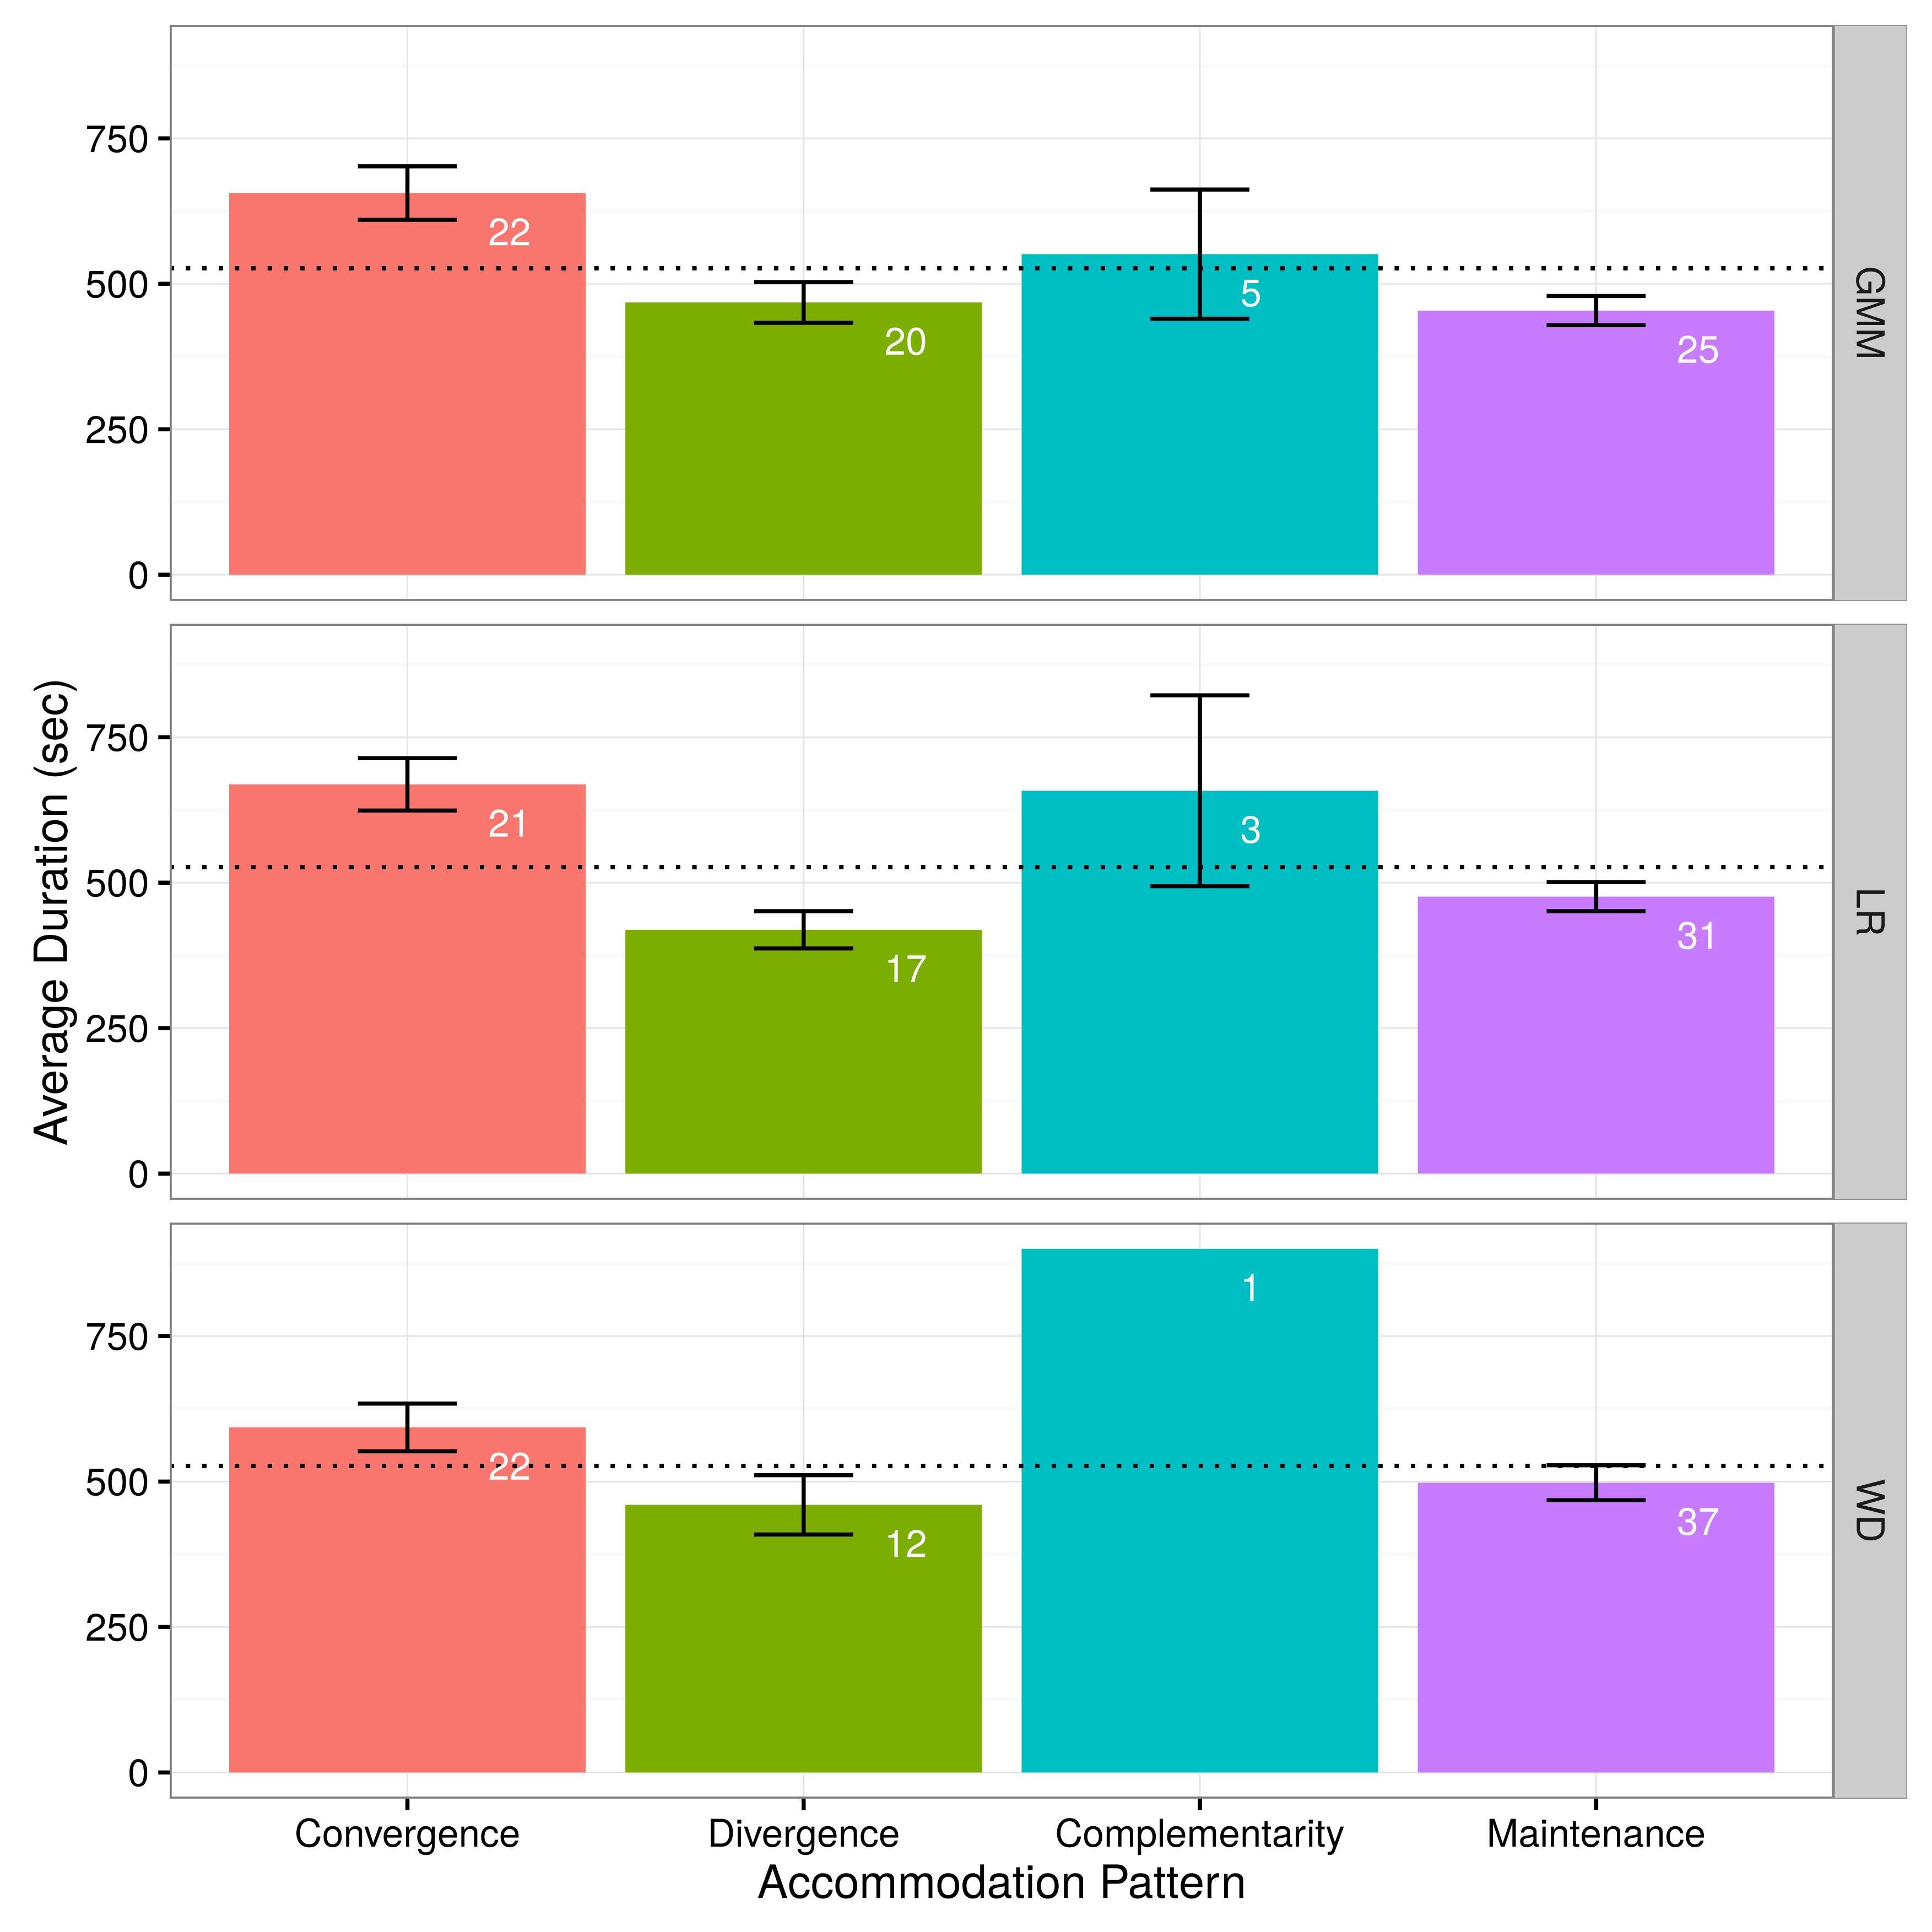 750
500
250
0
22
20
5
25
GMM
Average Duration (sec)
750
500
250
0
21
17
3
31
LR
750
500
250
0
22
12
1
37
WD
Convergence
Divergence
Complementarity
Maintenance
Accommodation Pattern